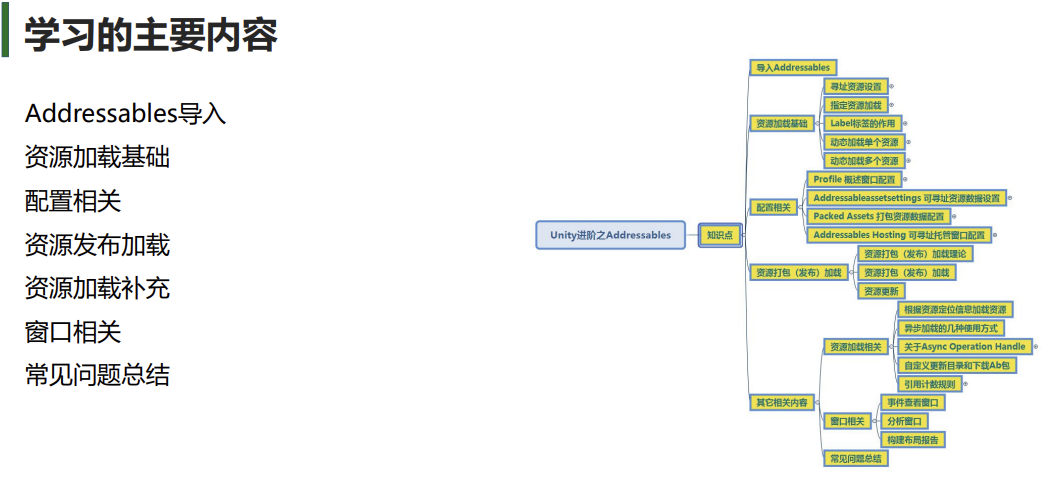 学习的主要内容
Addressables导入
资源加载基础
配置相关
资源发布加载
资源加载补充
窗口相关
常见问题总结
Unity进阶之Addressables
知识点
导入Addressables
资源加载基础
寻址资源设置
指定资源加载
Label标签的作用
动态加载单个资源
动态加载多个资源
配置相关
Profile 概述窗口配置
Addressableassetsettings 可寻址资源数据设置
Packed Assets 打包资源数据配置
Addressables Hosting 可寻址托管窗口配置
资源打包（发布）加载
资源打包（发布）加载理论
资源打包（发布）加载
资源更新
其它相关内容
资源加载相关
根据资源定位信息加载资源
异步加载的几种使用方式
关于Async Operation Handle
自定义更新目录和下载Ab包
引用计数规则
窗口相关
事件查看窗口
分析窗口
构建布局报告
常见问题总结